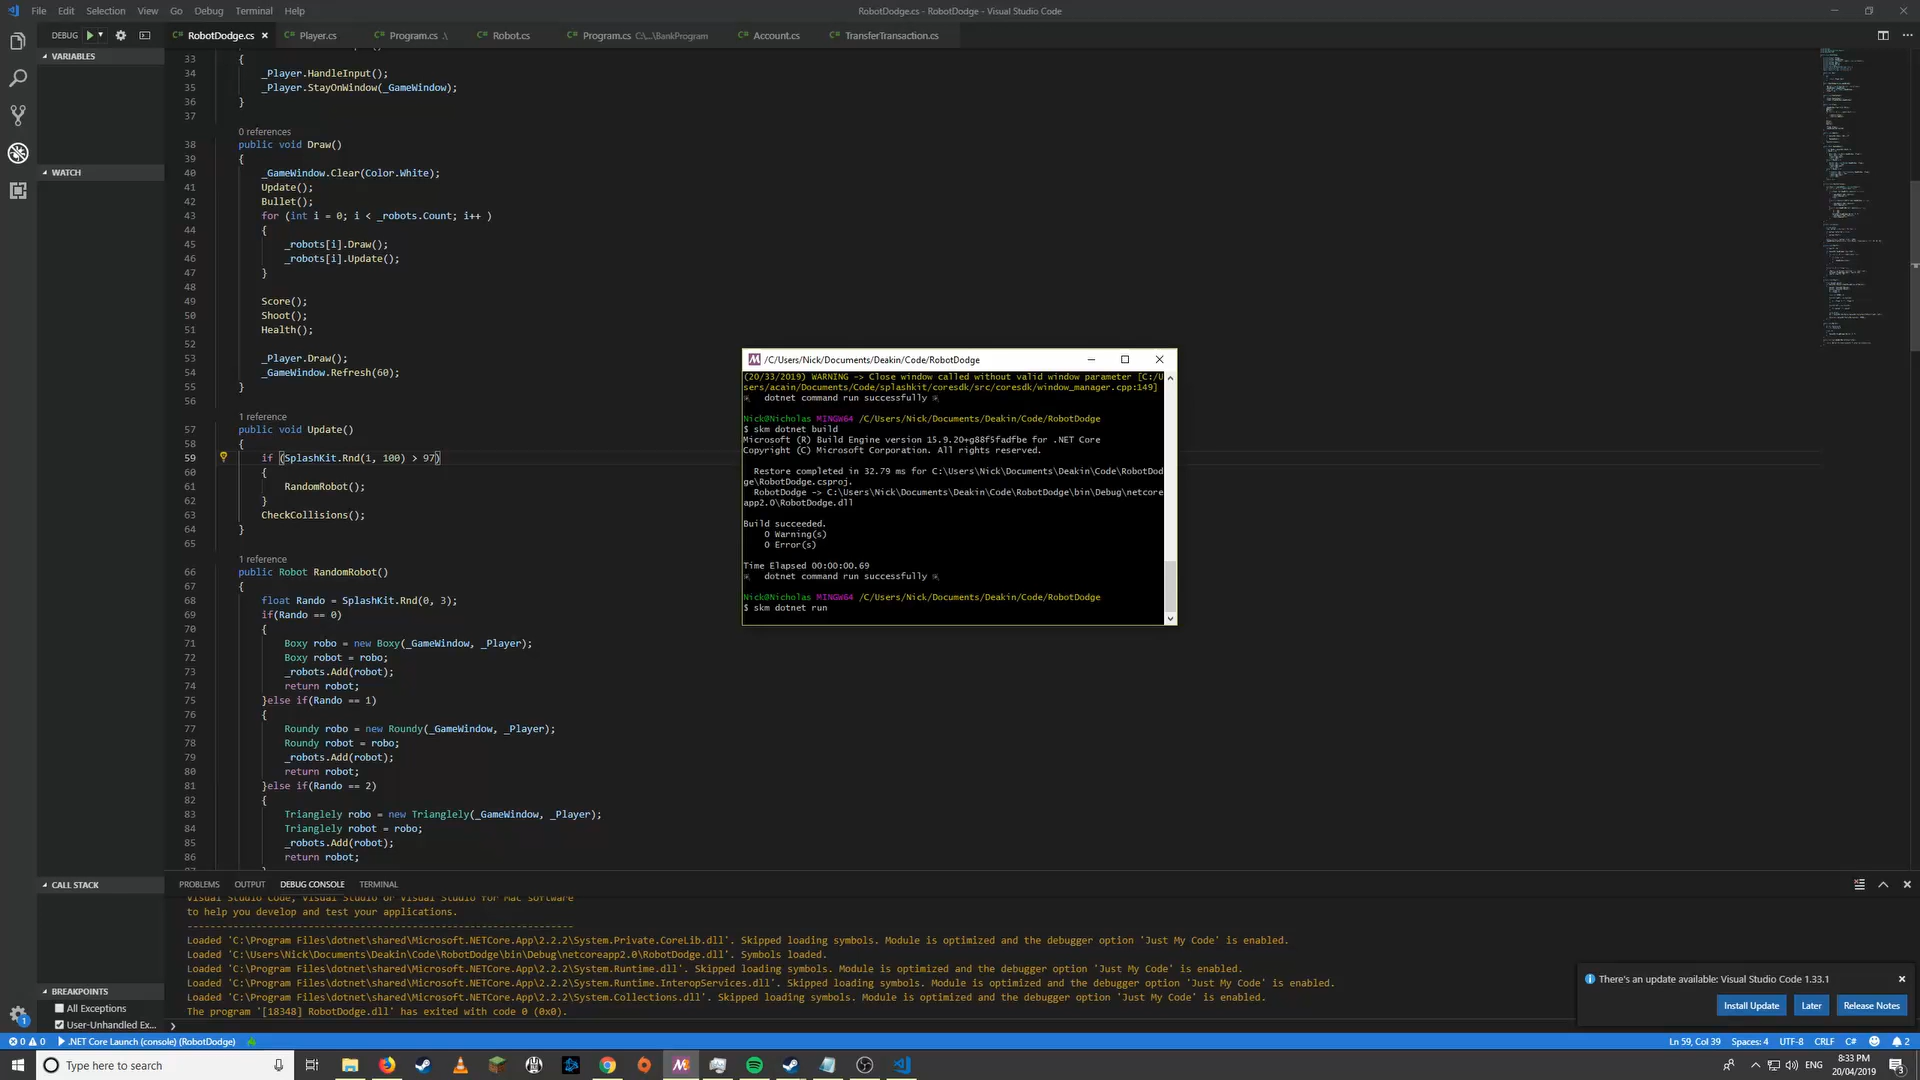 File Edit Selection View Go Debug Terminal Help
RobotDodge.cs - RobotDodge - Visual Studio Code
DEBUG
RobotDodge.cs Player.cs Program.cs .\ Robot.cs Program.cs C:\...\BankProgram Account.cs TransferTransaction.cs
VARIABLES
WATCH
CALL STACK
BREAKPOINTS
All Exceptions
User-Unhandled Ex...
33 {
34 _Player.HandleInput();
35 _Player.StayOnWindow(_GameWindow);
36 }
37
0 references
38 public void Draw()
39 {
40 _GameWindow.Clear(Color.White);
41 Update();
42 Bullet();
43 for (int i = 0; i < _robots.Count; i++ )
44 {
45 _robots[i].Draw();
46 _robots[i].Update();
47 }
48
49 Score();
50 Shoot();
51 Health();
52
53 _Player.Draw();
54 _GameWindow.Refresh(60);
55 }
56
1 reference
57 public void Update()
58 {
59 if (SplashKit.Rnd(1, 100) > 97)
60 {
61 RandomRobot();
62 }
63 CheckCollisions();
64 }
65
1 reference
66 public Robot RandomRobot()
67 {
68 float Rando = SplashKit.Rnd(0, 3);
69 if(Rando == 0)
70 {
71 Boxy robo = new Boxy(_GameWindow, _Player);
72 Boxy robot = robo;
73 _robots.Add(robot);
74 return robot;
75 }else if(Rando == 1)
76 {
77 Roundy robo = new Roundy(_GameWindow, _Player);
78 Roundy robot = robo;
79 _robots.Add(robot);
80 return robot;
81 }else if(Rando == 2)
82 {
83 Trianglely robo = new Trianglely(_GameWindow, _Player);
84 Trianglely robot = robo;
85 _robots.Add(robot);
86 return robot;
/C/Users/Nick/Documents/Deakin/Code/RobotDodge
(20/33/2019) WARNING -> Close window called without valid window parameter [C:/U
sers/acain/Documents/Code/splashkit/coresdk/src/coresdk/window_manager.cpp:149]
dotnet command run successfully
Nick@Nicholas MINGW64 /C/Users/Nick/Documents/Deakin/Code/RobotDodge
$ skm dotnet build
Microsoft (R) Build Engine version 15.9.20+g88f5fadfbe for .NET Core
Copyright (C) Microsoft Corporation. All rights reserved.
Restore completed in 32.79 ms for C:\Users\Nick\Documents\Deakin\Code\RobotDod
ge\RobotDodge.csproj.
RobotDodge -> C:\Users\Nick\Documents\Deakin\Code\RobotDodge\bin\Debug\netcore
app2.0\RobotDodge.dll
Build succeeded.
0 Warning(s)
0 Error(s)
Time Elapsed 00:00:00.69
dotnet command run successfully
Nick@Nicholas MINGW64 /C/Users/Nick/Documents/Deakin/Code/RobotDodge
$ skm dotnet run
PROBLEMS OUTPUT DEBUG CONSOLE TERMINAL
Visual Studio Code, Visual Studio or Visual Studio for Mac software
to help you develop and test your applications.
-------------------------------------------------------------------
Loaded 'C:\Program Files\dotnet\shared\Microsoft.NETCore.App\2.2.2\System.Private.CoreLib.dll'. Skipped loading symbols. Module is optimized and the debugger option 'Just My Code' is enabled.
Loaded 'C:\Users\Nick\Documents\Deakin\Code\RobotDodge\bin\Debug\netcoreapp2.0\RobotDodge.dll'. Symbols loaded.
Loaded 'C:\Program Files\dotnet\shared\Microsoft.NETCore.App\2.2.2\System.Runtime.dll'. Skipped loading symbols. Module is optimized and the debugger option 'Just My Code' is enabled.
Loaded 'C:\Program Files\dotnet\shared\Microsoft.NETCore.App\2.2.2\System.Runtime.InteropServices.dll'. Skipped loading symbols. Module is optimized and the debugger option 'Just My Code' is enabled.
Loaded 'C:\Program Files\dotnet\shared\Microsoft.NETCore.App\2.2.2\System.Collections.dll'. Skipped loading symbols. Module is optimized and the debugger option 'Just My Code' is enabled.
The program '[18348] RobotDodge.dll' has exited with code 0 (0x0).
There's an update available: Visual Studio Code 1.33.1
Install Update Later Release Notes
1
0 0 .NET Core Launch (console) (RobotDodge)
Ln 59, Col 39 Spaces: 4 UTF-8 CRLF C# 2
Type here to search
ENG
8:33 PM
20/04/2019
3